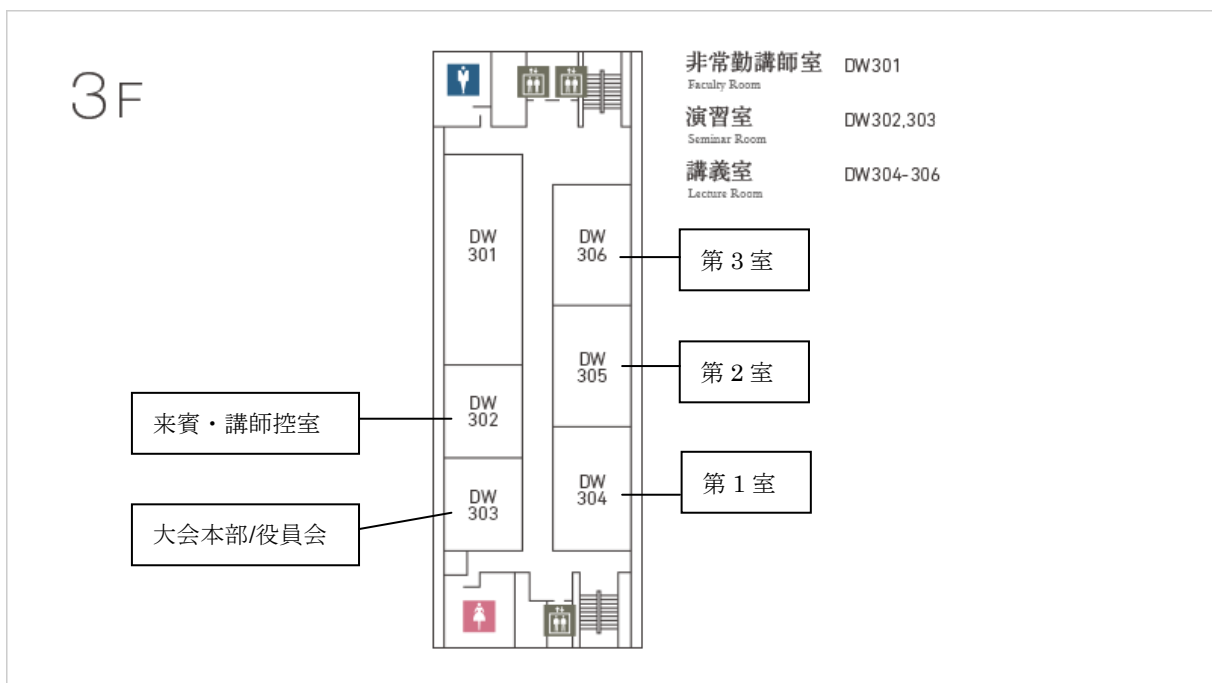 3F
非常勤講師室 DW301
Faculty Room
演習室 DW302,303
Seminar Room
講義室 DW304-306
Lecture Room
DW
301
DW
306
第 3 室
DW
305
第 2 室
来賓・講師控室
DW
302
DW
304
第 1 室
大会本部/役員会
DW
303